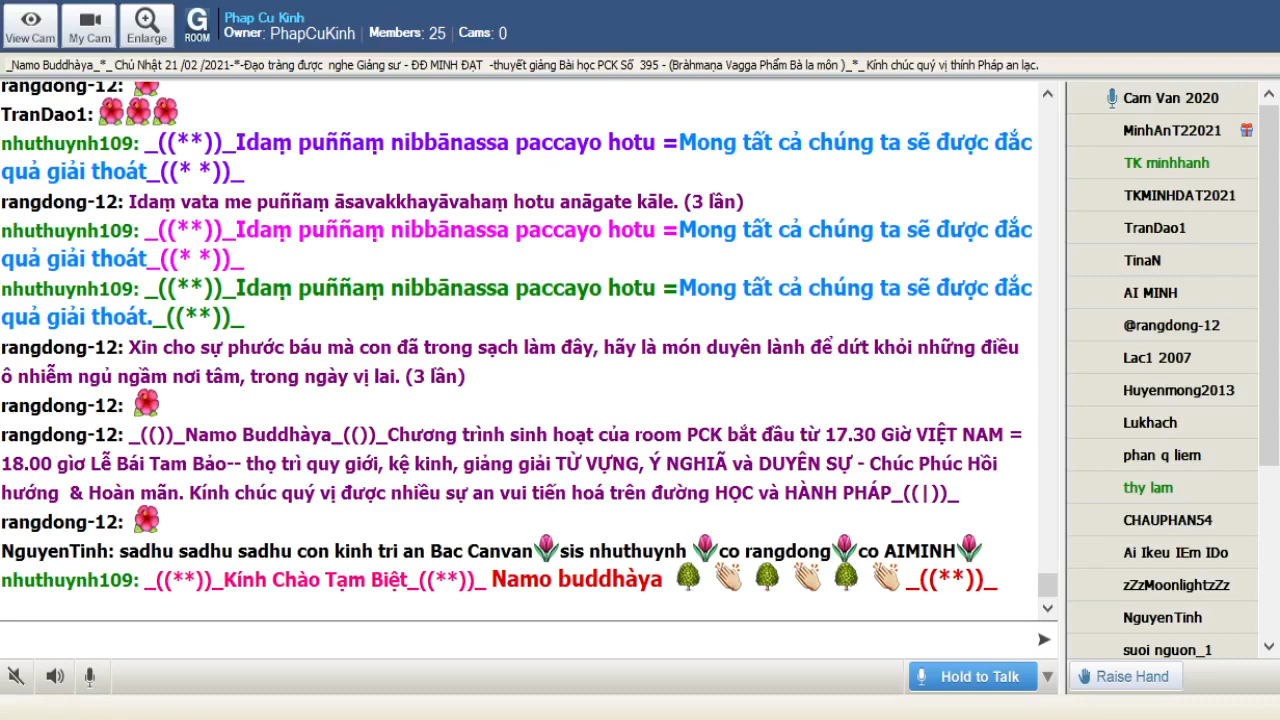 View Cam
My Cam
Enlarge
G
ROOM
Phap Cu Kinh
Owner: PhapCuKinh | Members: 25 | Cams: 0
_Namo Buddhàya_*_ Chủ Nhật 21 /02 /2021-*-Đạo tràng được nghe Giảng sư - ĐĐ MINH ĐẠT -thuyết giảng Bài học PCK Số 395 - (Bràhmaṇa Vagga Phẩm Bà la môn )_*_ Kính chúc quý vị thính Pháp an lạc.
rangdong-12:
TranDao1:
nhuthuynh109: _((**))_Idaṃ puññaṃ nibbānassa paccayo hotu =Mong tất cả chúng ta sẽ được đắc
quả giải thoát_((* *))_
rangdong-12: Idaṃ vata me puññaṃ āsavakkhayāvahaṃ hotu anāgate kāle. (3 lần)
nhuthuynh109: _((**))_Idaṃ puññaṃ nibbānassa paccayo hotu =Mong tất cả chúng ta sẽ được đắc
quả giải thoát_((* *))_
nhuthuynh109: _((**))_Idaṃ puññaṃ nibbānassa paccayo hotu =Mong tất cả chúng ta sẽ được đắc
quả giải thoát._((**))_
rangdong-12: Xin cho sự phước báu mà con đã trong sạch làm đây, hãy là món duyên lành để dứt khỏi những điều
ô nhiễm ngủ ngầm nơi tâm, trong ngày vị lai. (3 lần)
rangdong-12:
rangdong-12: _(())_Namo Buddhàya_(())_Chương trình sinh hoạt của room PCK bắt đầu từ 17.30 Giờ VIỆT NAM =
18.00 giờ Lễ Bái Tam Bảo-- thọ trì quy giới, kệ kinh, giảng giải TỪ VỰNG, Ý NGHIÃ và DUYÊN SỰ - Chúc Phúc Hồi
hướng & Hoàn mãn. Kính chúc quý vị được nhiều sự an vui tiến hoá trên đường HỌC và HÀNH PHÁP_((|))_
rangdong-12:
NguyenTinh: sadhu sadhu sadhu con kinh tri an Bac Canvan sis nhuthuynh co rangdong co AIMINH
nhuthuynh109: _((**))_Kính Chào Tạm Biệt_((**))_ Namo buddhàya _((**))_
Hold to Talk
Cam Van 2020
MinhAnT22021
TK minhhanh
TKMINHDAT2021
TranDao1
TinaN
AI MINH
@rangdong-12
Lac1 2007
Huyenmong2013
Lukhach
phan q liem
thy lam
CHAUPHAN54
Ai Ikeu IEm IDo
zZzMoonlightzZz
NguyenTinh
suoi nguon_1
Raise Hand